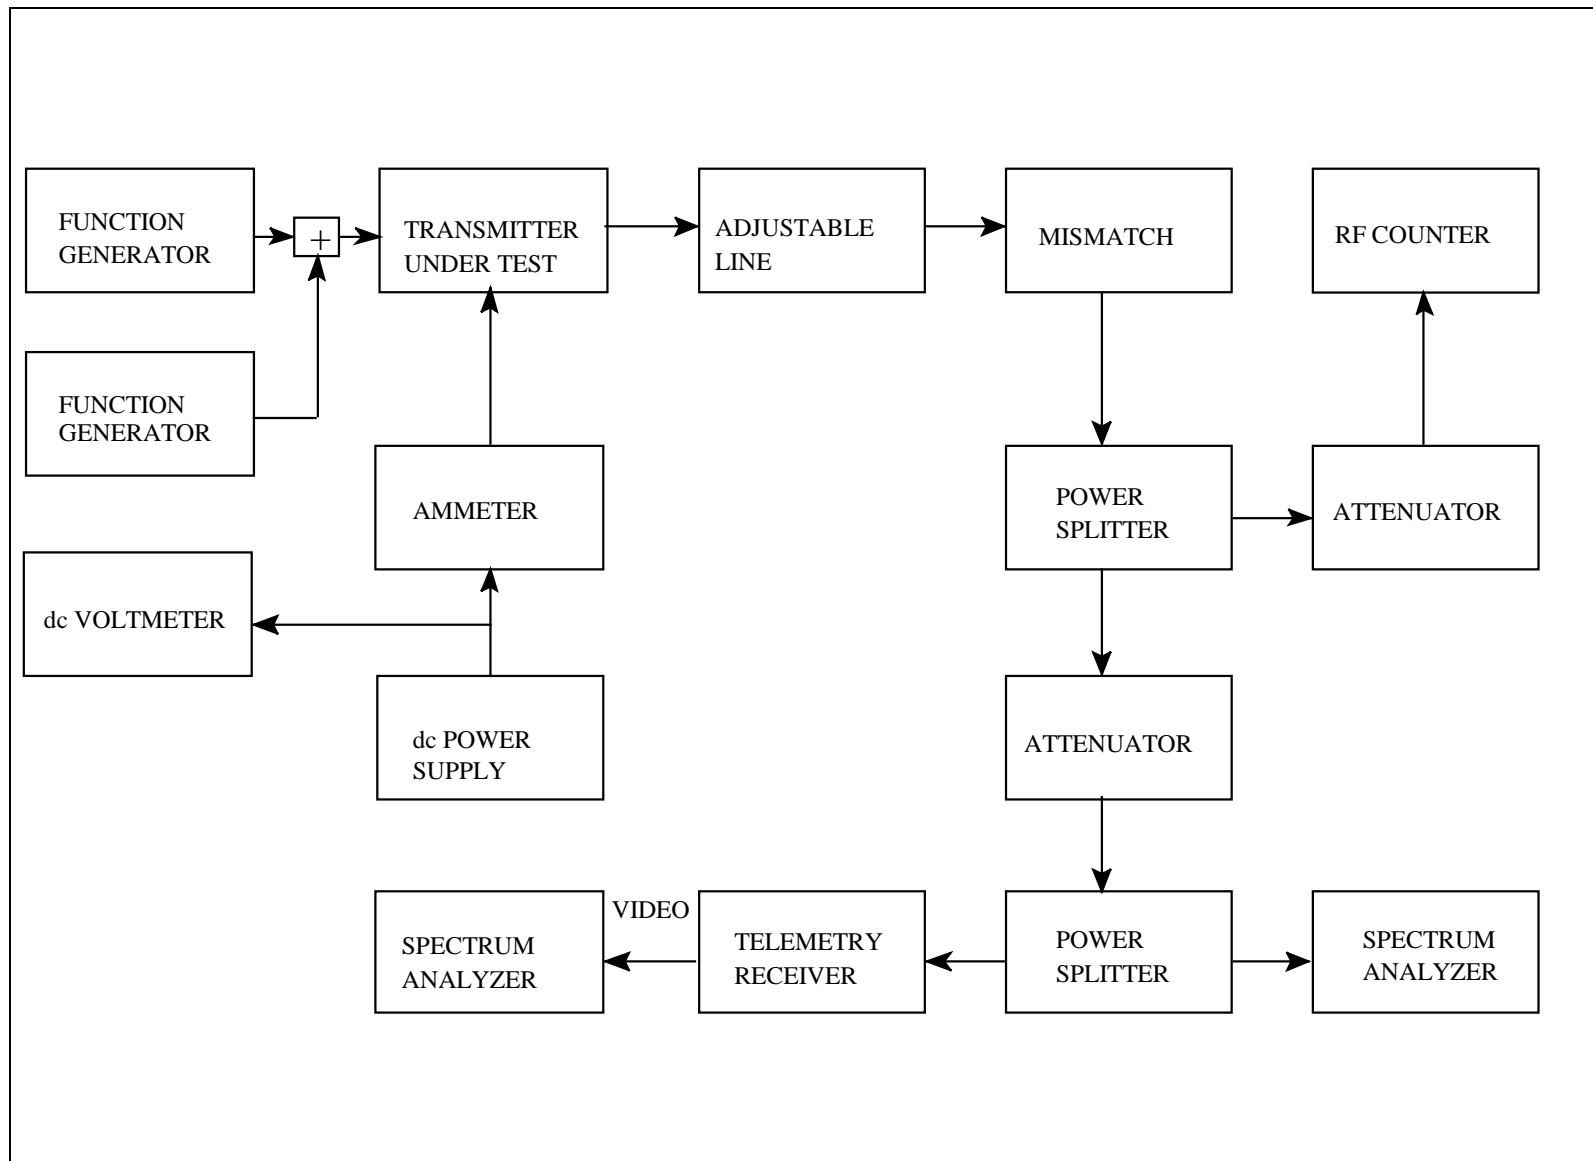 FUNCTION
GENERATOR
+
TRANSMITTER
UNDER TEST
ADJUSTABLE
LINE
MISMATCH
RF COUNTER
FUNCTION
GENERATOR
AMMETER
POWER
SPLITTER
ATTENUATOR
dc VOLTMETER
dc POWER
SUPPLY
ATTENUATOR
SPECTRUM
ANALYZER
VIDEO
TELEMETRY
RECEIVER
POWER
SPLITTER
SPECTRUM
ANALYZER